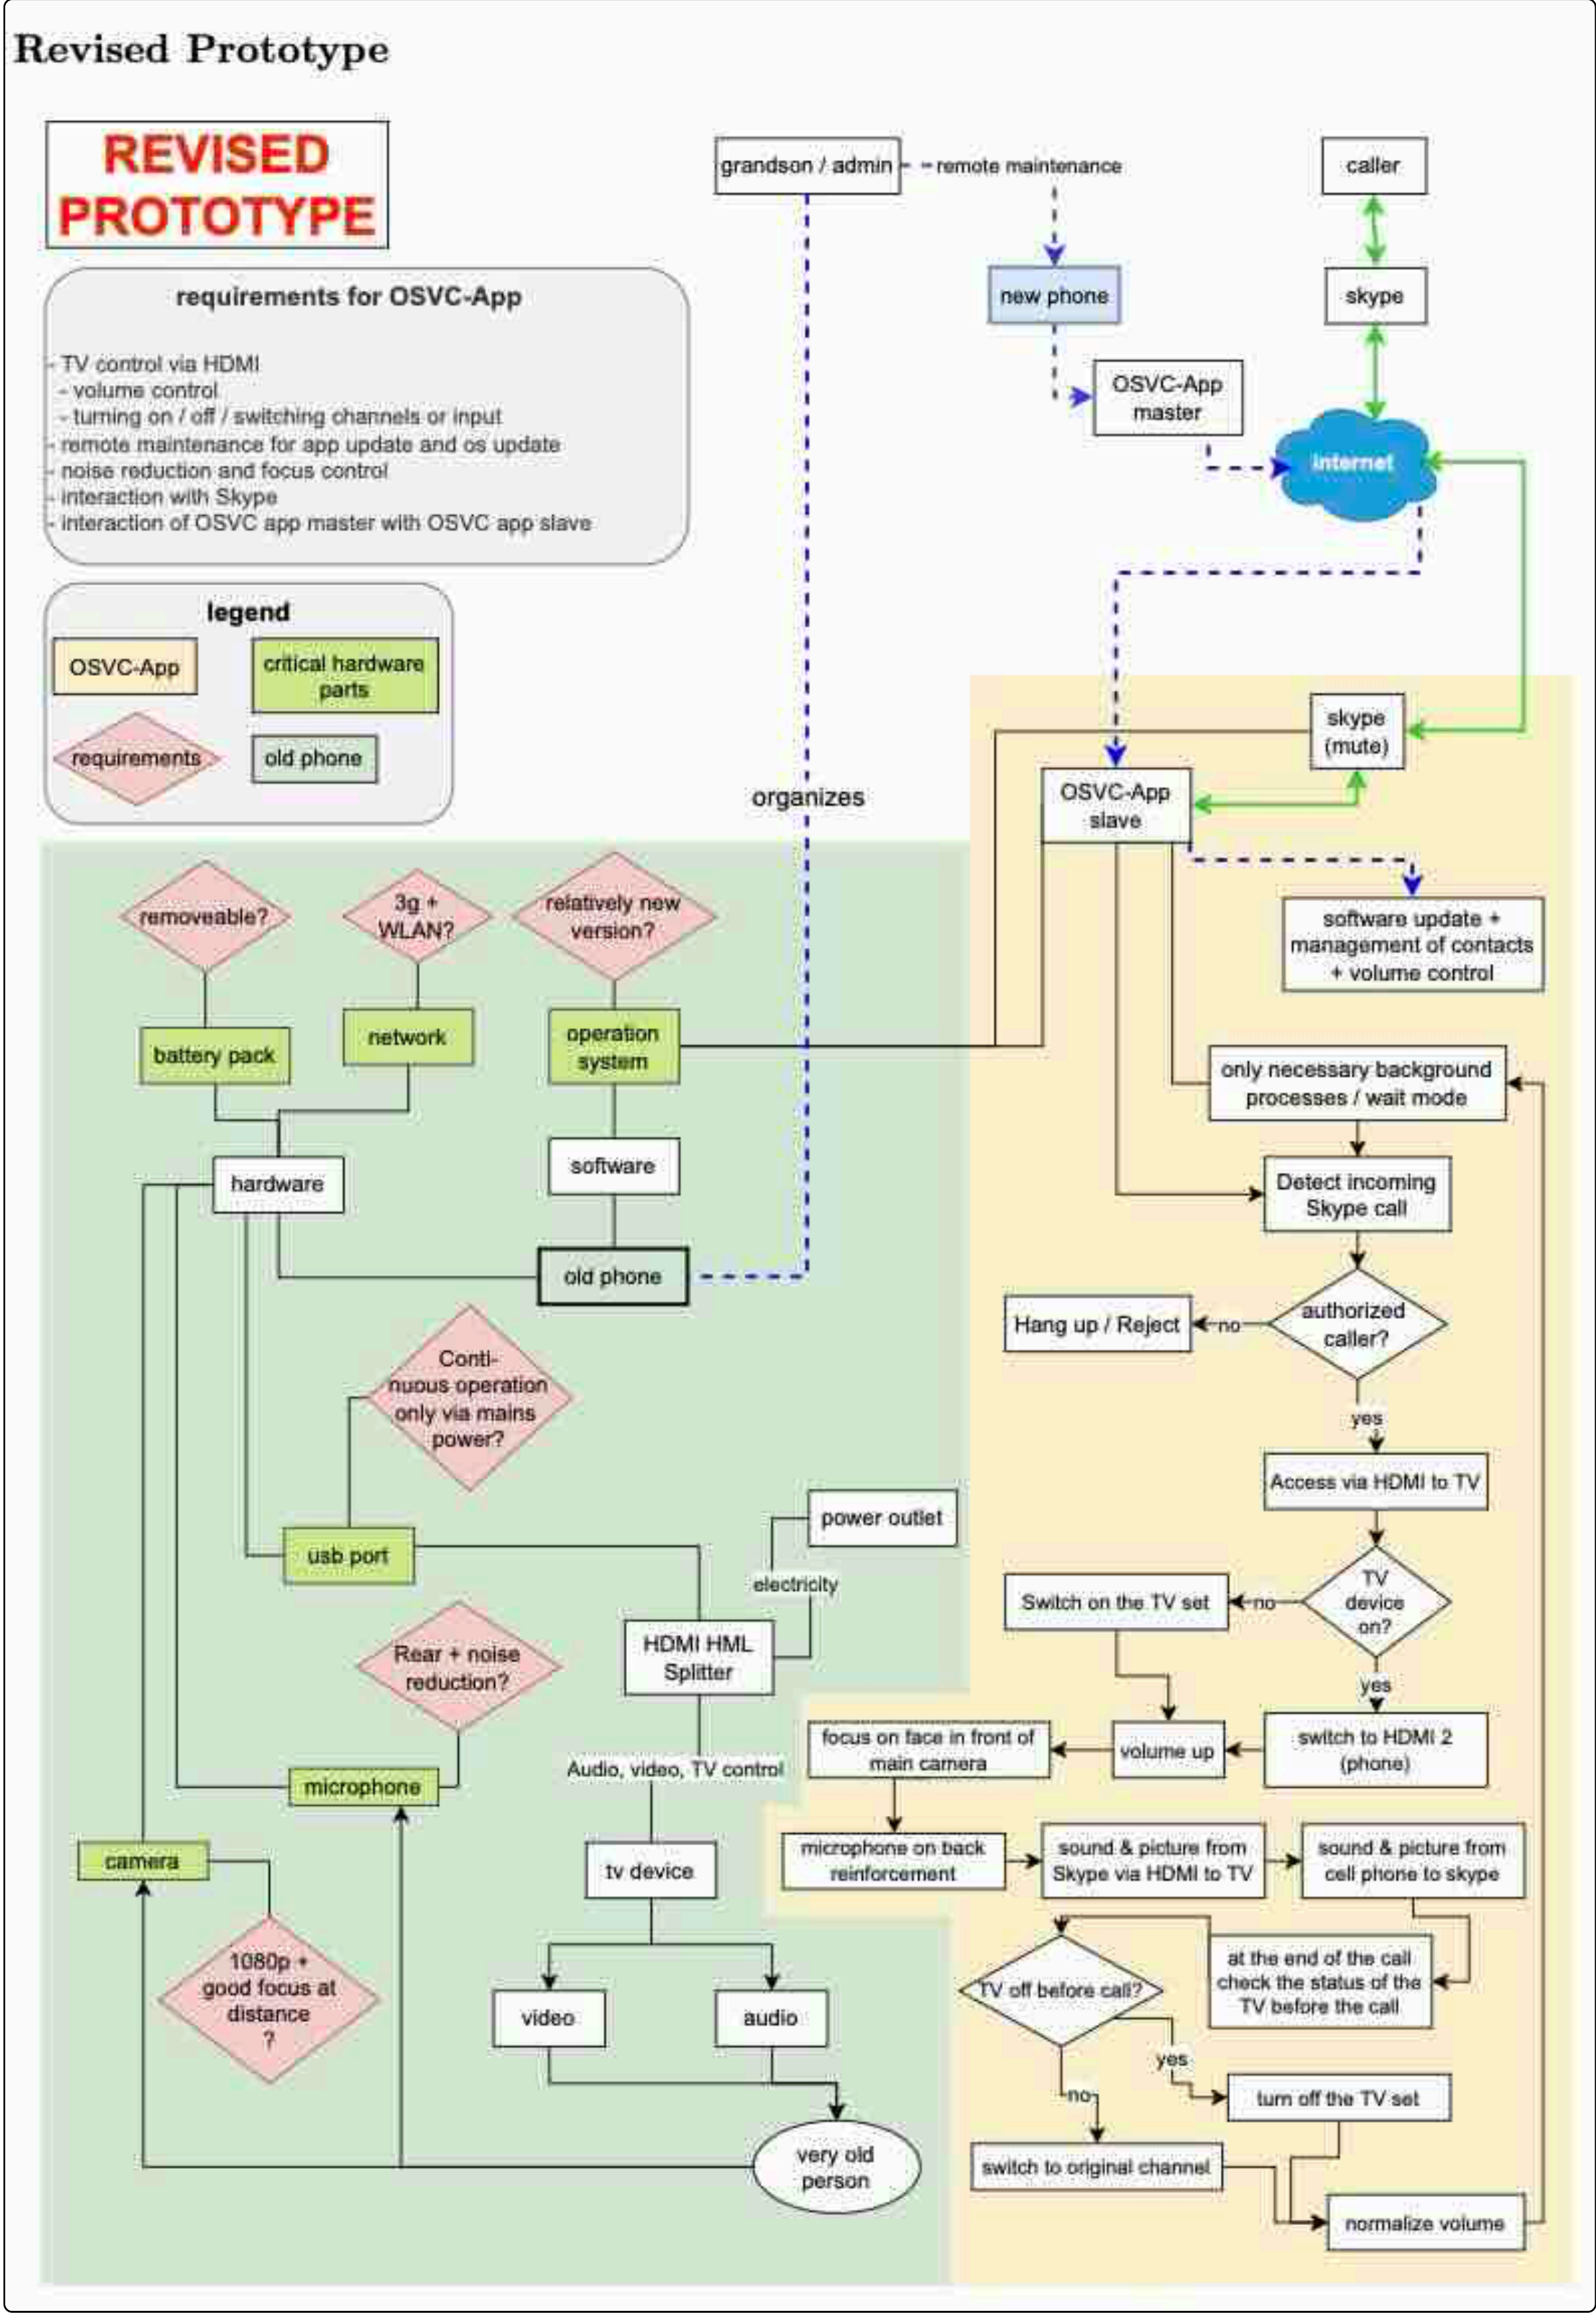 Revised Prototype
REVISED
PROTOTYPE
grandson / admin
remote maintenance
caller
new phone
skype
requirements for OSVC-App
- TV control via HDMI
- volume control
- turning on / off / switching channels or input
- remote maintenance for app update and os update
- noise reduction and focus control
- interaction with Skype
- interaction of OSVC app master with OSVC app slave
OSVC-App
master
internet
legend
OSVC-App
critical hardware
parts
requirements
old phone
organizes
skype
(mute)
OSVC-App
slave
software update +
management of contacts
+ volume control
removeable?
3g +
WLAN?
relatively new
version?
battery pack
network
operation
system
hardware
software
old phone
only necessary background
processes / wait mode
Detect incoming
Skype call
authorized
caller?
no
Hang up / Reject
yes
Access via HDMI to TV
TV
device
on?
no
Switch on the TV set
yes
switch to HDMI 2
(phone)
volume up
focus on face in front of
main camera
microphone on back
reinforcement
sound & picture from
Skype via HDMI to TV
sound & picture from
cell phone to skype
at the end of the call
check the status of the
TV before the call
TV off before call?
yes
turn off the TV set
no
switch to original channel
normalize volume
Conti-
nuous operation
only via mains
power?
usb port
power outlet
electricity
HDMI HML
Splitter
Rear + noise
reduction?
Audio, video, TV control
microphone
camera
tv device
1080p +
good focus at
distance
?
video
audio
very old
person